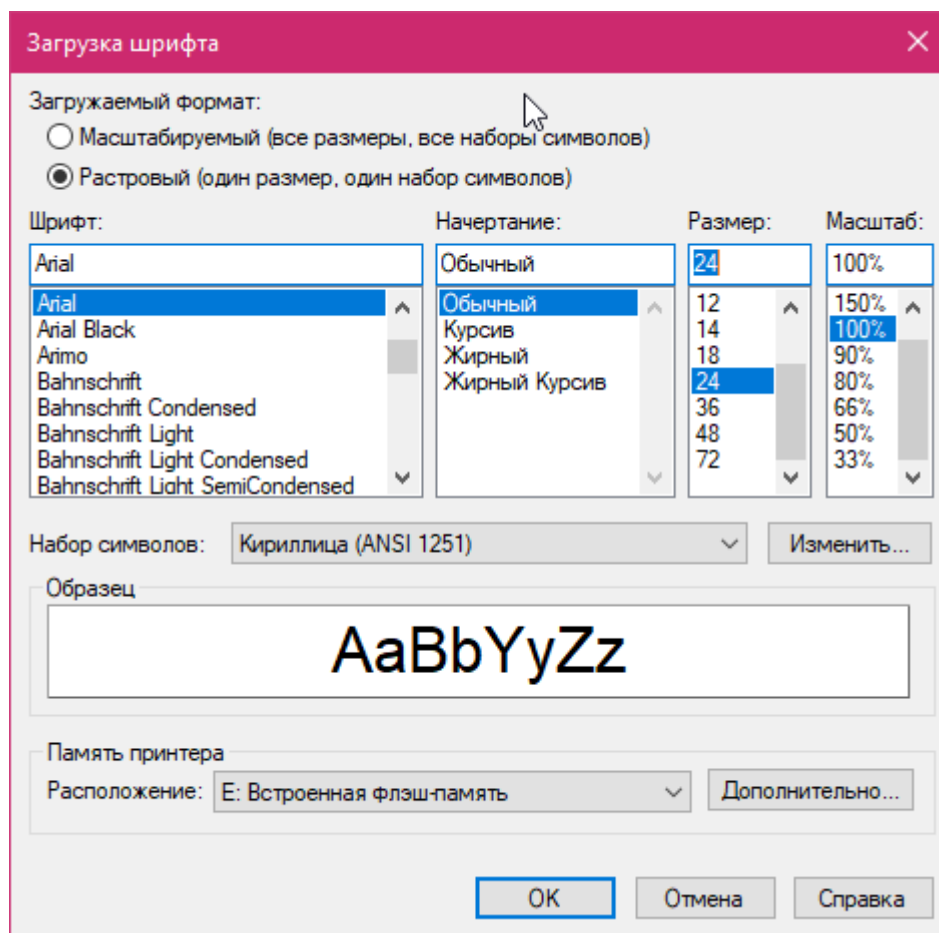 Загрузка шрифта
Загружаемый формат:
Масштабируемый (все размеры, все наборы символов)
Растровый (один размер, один набор символов)
Шрифт: Начертание: Размер: Масштаб:
Arial Обычный 24 100%
Arial Обычный 12 150%
Arial Black Курсив 14 100%
Arimo Жирный 18 90%
Bahnschrift Жирный Курсив 24 80%
Bahnschrift Condensed 36 66%
Bahnschrift Light 48 50%
Bahnschrift Light Condensed 72 33%
Bahnschrift Light SemiCondensed
Набор символов: Кириллица (ANSI 1251) Изменить...
Образец
AaBbYyZz
Память принтера
Расположение: E: Встроенная флэш-память Дополнительно...
OK Отмена Справка